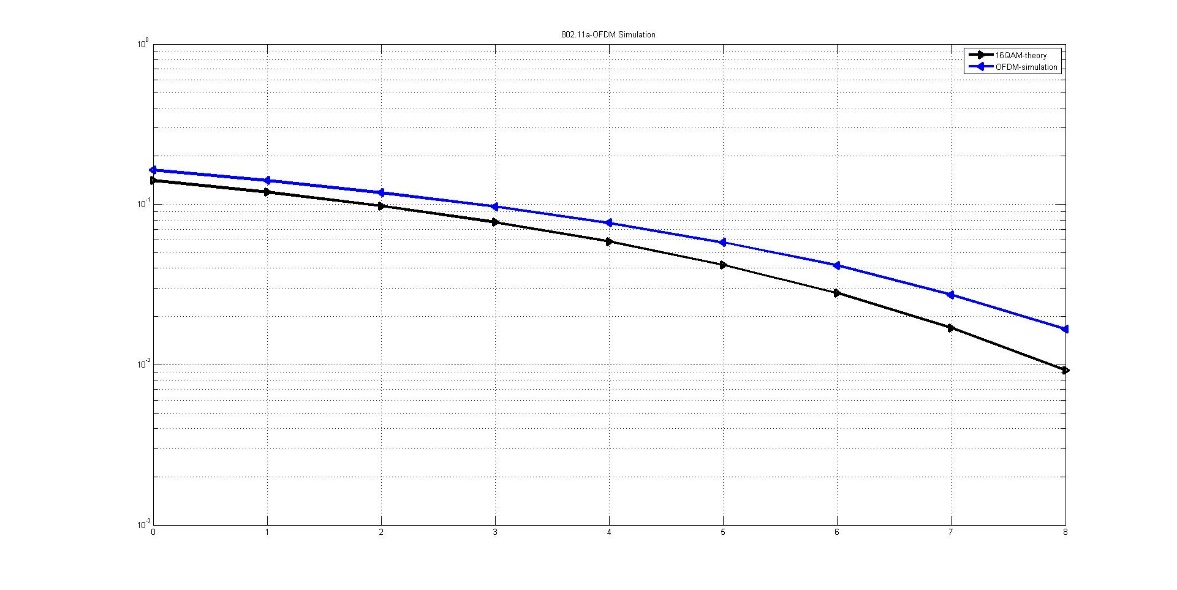 802.11a-OFDM Simulation
10^0
16QAM-theory
OFDM-simulation
10^-1
10^-2
10^-3
0 1 2 3 4 5 6 7 8